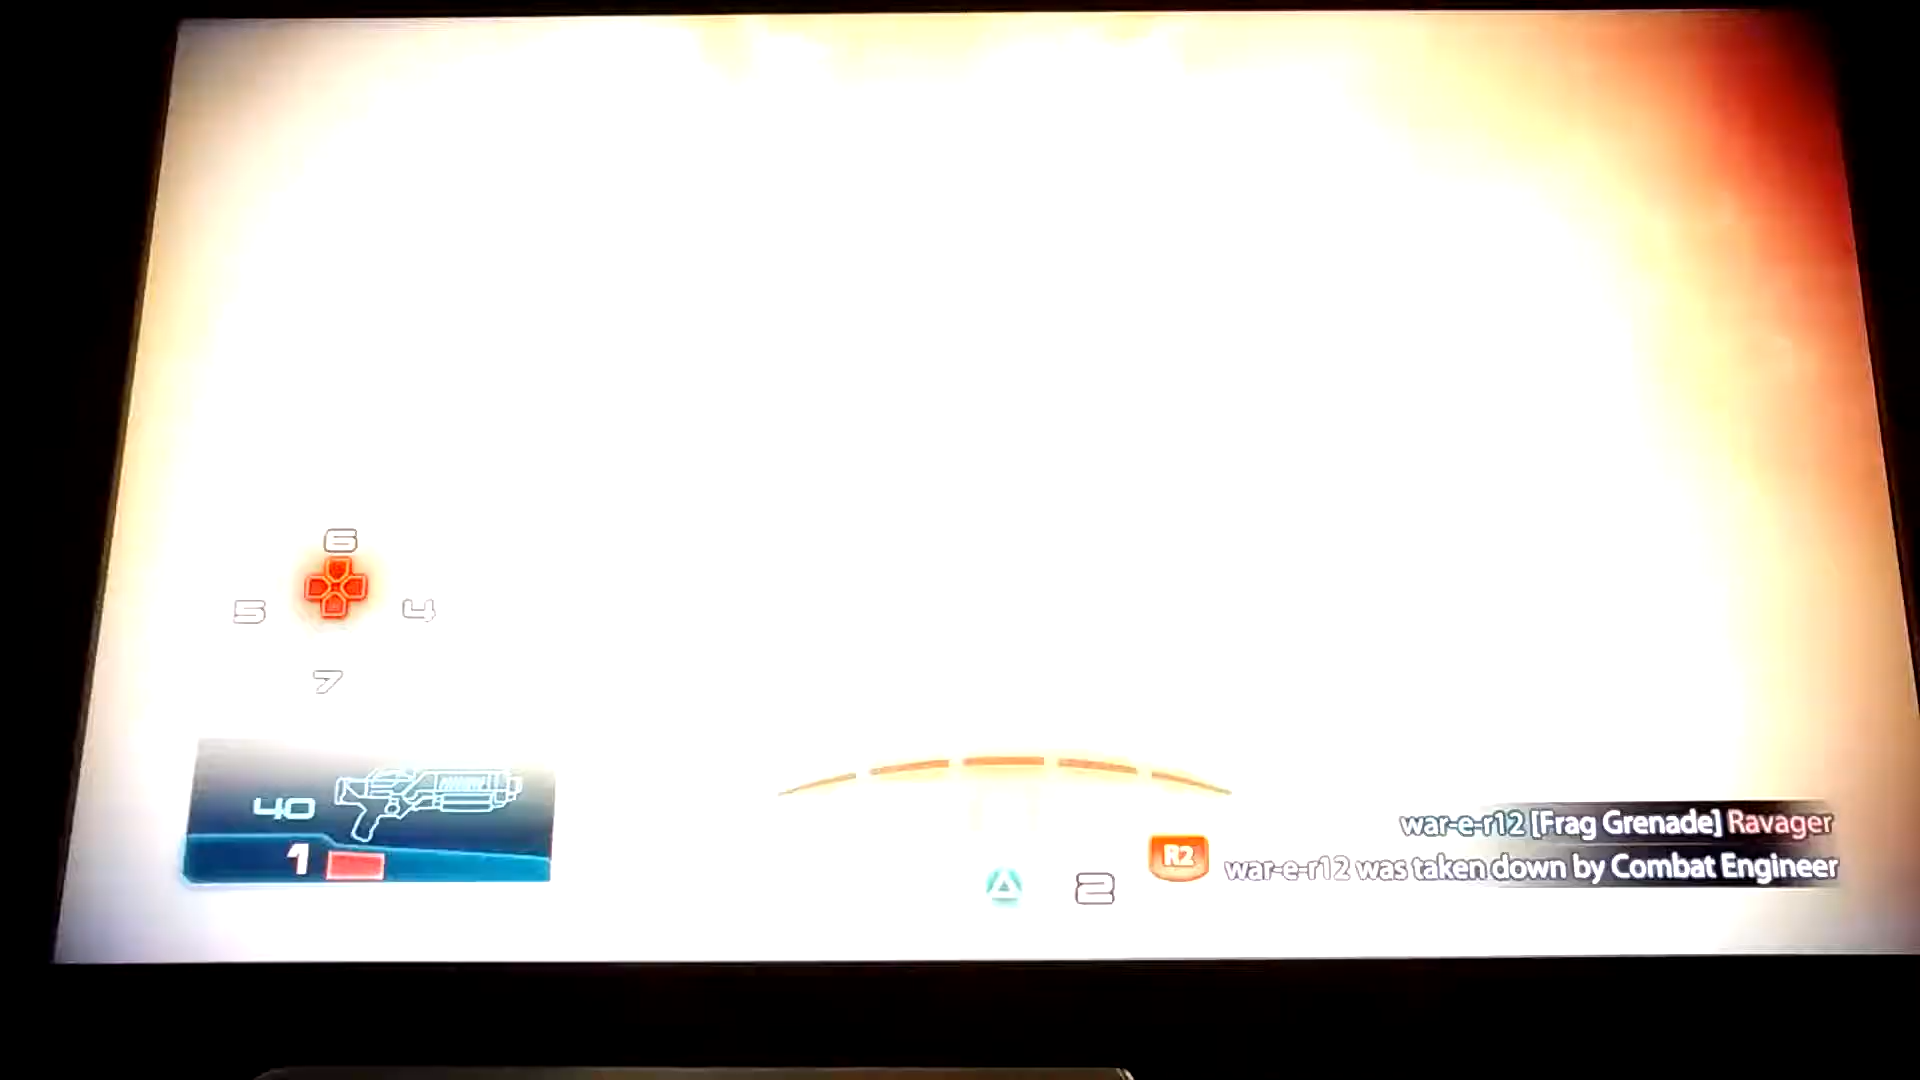 6
5 4
7
40
1
2
R2
war-e-r12 [Frag Grenade] Ravager
war-e-r12 was taken down by Combat Engineer